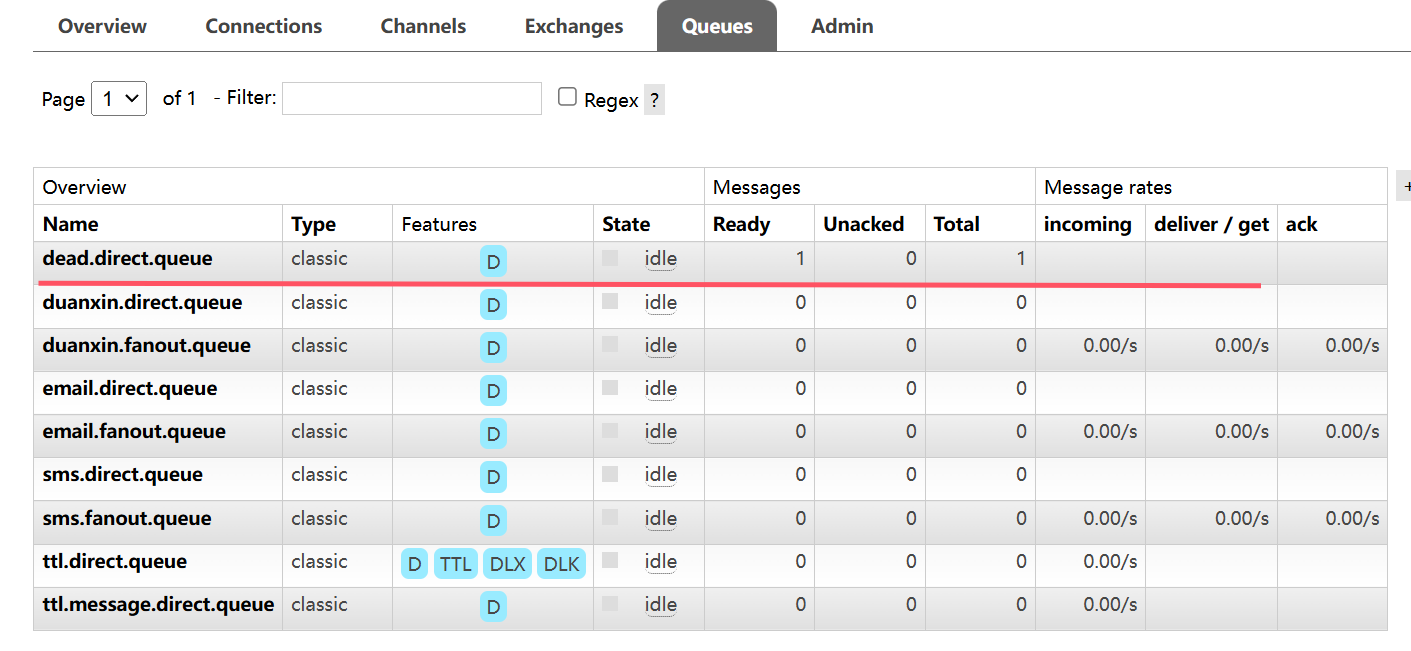 Overview Connections Channels Exchanges Queues Admin
Page 1 of 1 - Filter: Regex ?
Overview Messages Message rates +
Name Type Features State Ready Unacked Total incoming deliver / get ack
dead.direct.queue classic D idle 1 0 1
duanxin.direct.queue classic D idle 0 0 0
duanxin.fanout.queue classic D idle 0 0 0 0.00/s 0.00/s 0.00/s
email.direct.queue classic D idle 0 0 0
email.fanout.queue classic D idle 0 0 0 0.00/s 0.00/s 0.00/s
sms.direct.queue classic D idle 0 0 0
sms.fanout.queue classic D idle 0 0 0 0.00/s 0.00/s 0.00/s
ttl.direct.queue classic D TTL DLX DLK idle 0 0 0 0.00/s
ttl.message.direct.queue classic D idle 0 0 0 0.00/s